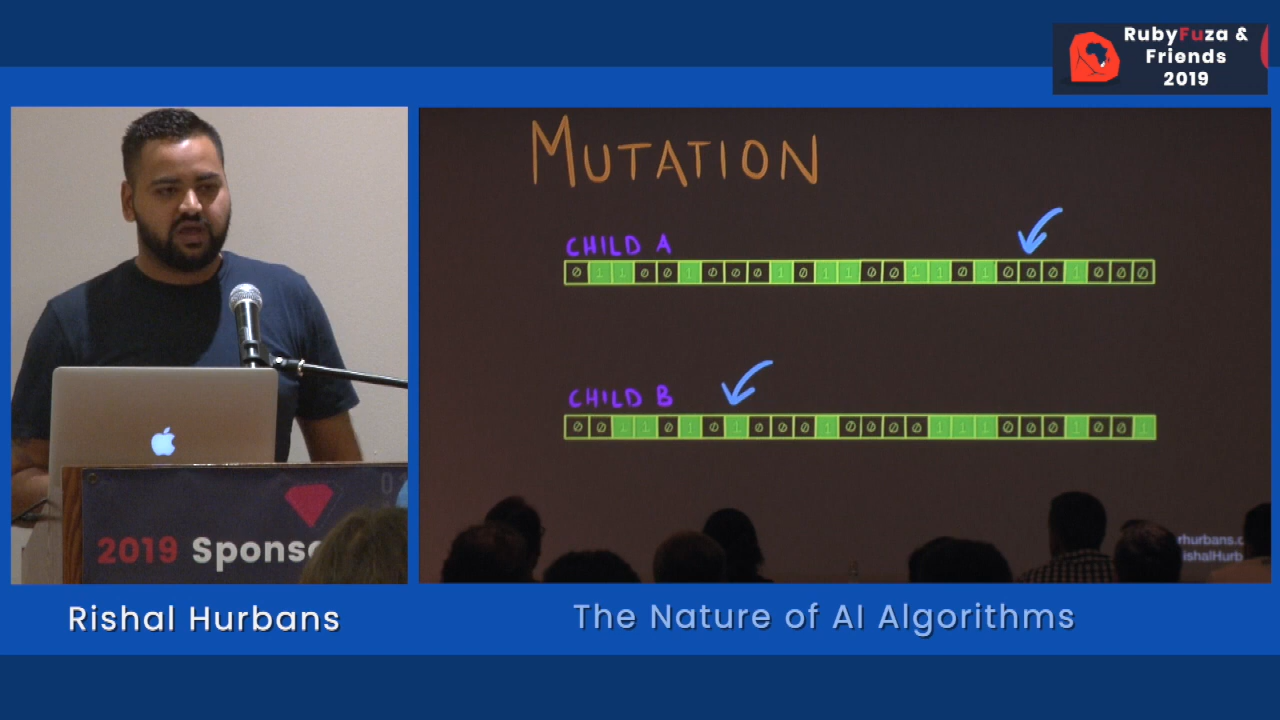 RubyFuza &
Friends
2019
MUTATION
CHILD A
0 1 1 0 0 1 0 0 0 1 0 1 1 0 0 1 1 0 1 0 0 0 1 0 0 0
CHILD B
0 0 1 1 0 1 0 1 0 0 0 1 0 0 0 0 1 1 1 0 0 0 1 0 0 1
2019
Rishal Hurbans
The Nature of AI Algorithms